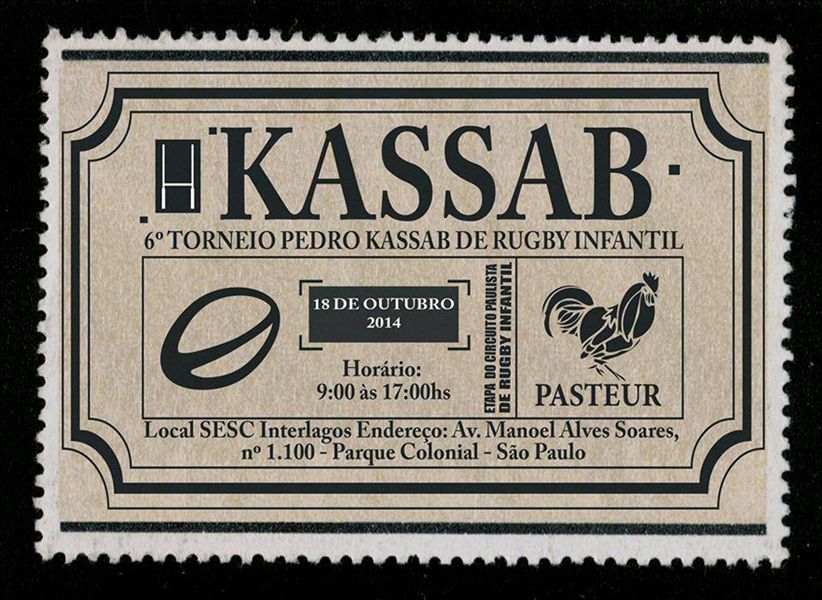 KASSAB
6º TORNEIO PEDRO KASSAB DE RUGBY INFANTIL
18 DE OUTUBRO
2014
Horário:
9:00 às 17:00hs
ETAPA DO CIRCUITO PAULISTA
DE RUGBY INFANTIL
PASTEUR
Local SESC Interlagos Endereço: Av. Manoel Alves Soares,
nº 1.100 - Parque Colonial - São Paulo